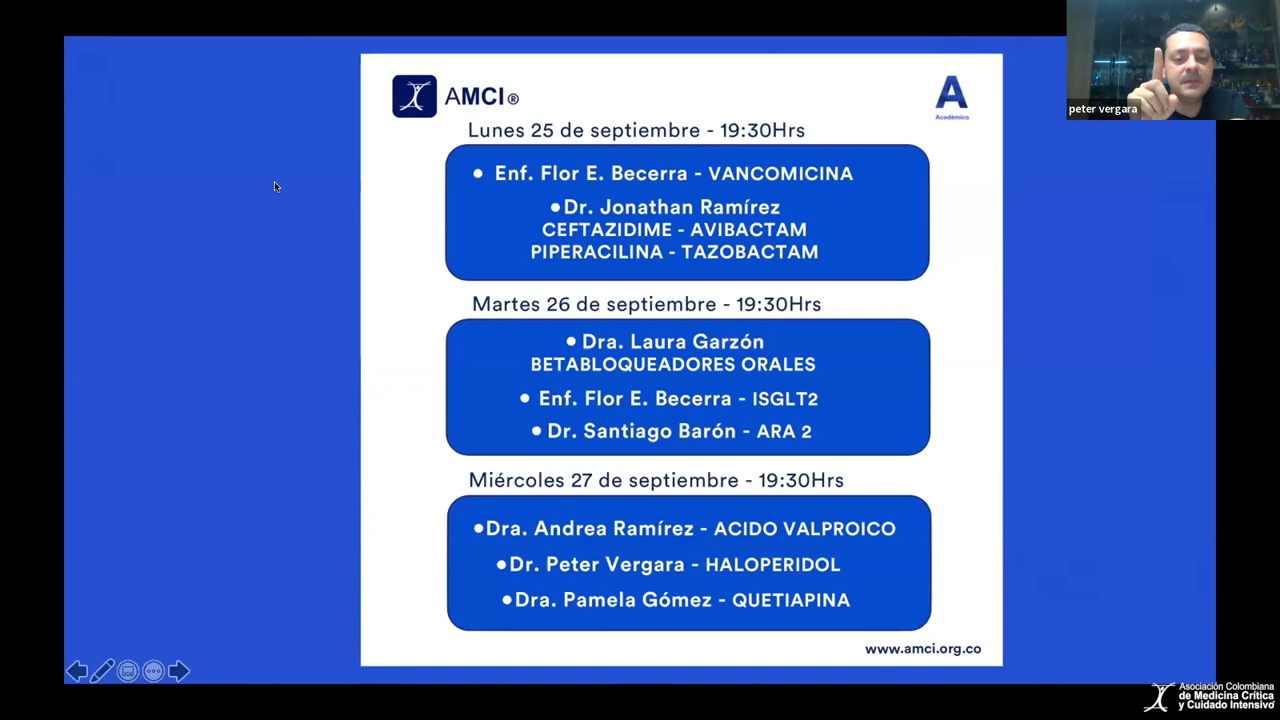 AMCI®
A
Académico
peter vergara
Lunes 25 de septiembre - 19:30Hrs
• Enf. Flor E. Becerra - VANCOMICINA
•Dr. Jonathan Ramírez
CEFTAZIDIME - AVIBACTAM
PIPERACILINA - TAZOBACTAM
Martes 26 de septiembre - 19:30Hrs
• Dra. Laura Garzón
BETABLOQUEADORES ORALES
• Enf. Flor E. Becerra - ISGLT2
• Dr. Santiago Barón - ARA 2
Miércoles 27 de septiembre - 19:30Hrs
•Dra. Andrea Ramírez - ACIDO VALPROICO
•Dr. Peter Vergara - HALOPERIDOL
•Dra. Pamela Gómez - QUETIAPINA
www.amci.org.co
Asociación Colombiana
de Medicina Crítica
y Cuidado Intensivo